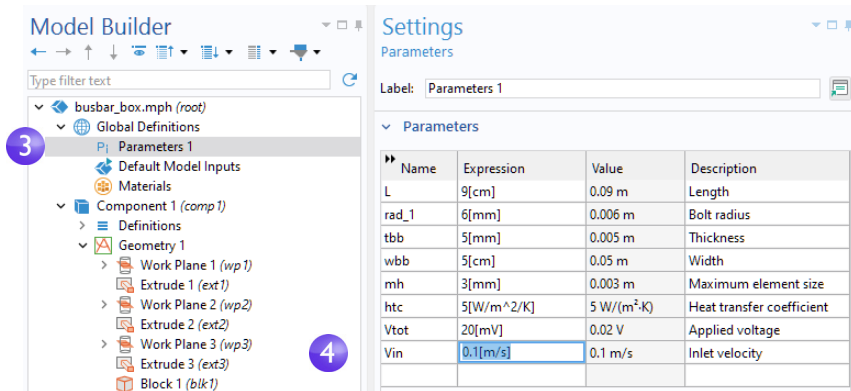 Model Builder
Type filter text
busbar_box.mph (root)
Global Definitions
3
Pi Parameters 1
Default Model Inputs
Materials
Component 1 (comp1)
Definitions
Geometry 1
Work Plane 1 (wp1)
Extrude 1 (ext1)
Work Plane 2 (wp2)
Extrude 2 (ext2)
Work Plane 3 (wp3)
4
Extrude 3 (ext3)
Block 1 (blk1)
Settings
Parameters
Label: Parameters 1
Parameters
Name Expression Value Description
L 9[cm] 0.09 m Length
rad_1 6[mm] 0.006 m Bolt radius
tbb 5[mm] 0.005 m Thickness
wbb 5[cm] 0.05 m Width
mh 3[mm] 0.003 m Maximum element size
htc 5[W/m^2/K] 5 W/(m²·K) Heat transfer coefficient
Vtot 20[mV] 0.02 V Applied voltage
Vin 0.1[m/s] 0.1 m/s Inlet velocity